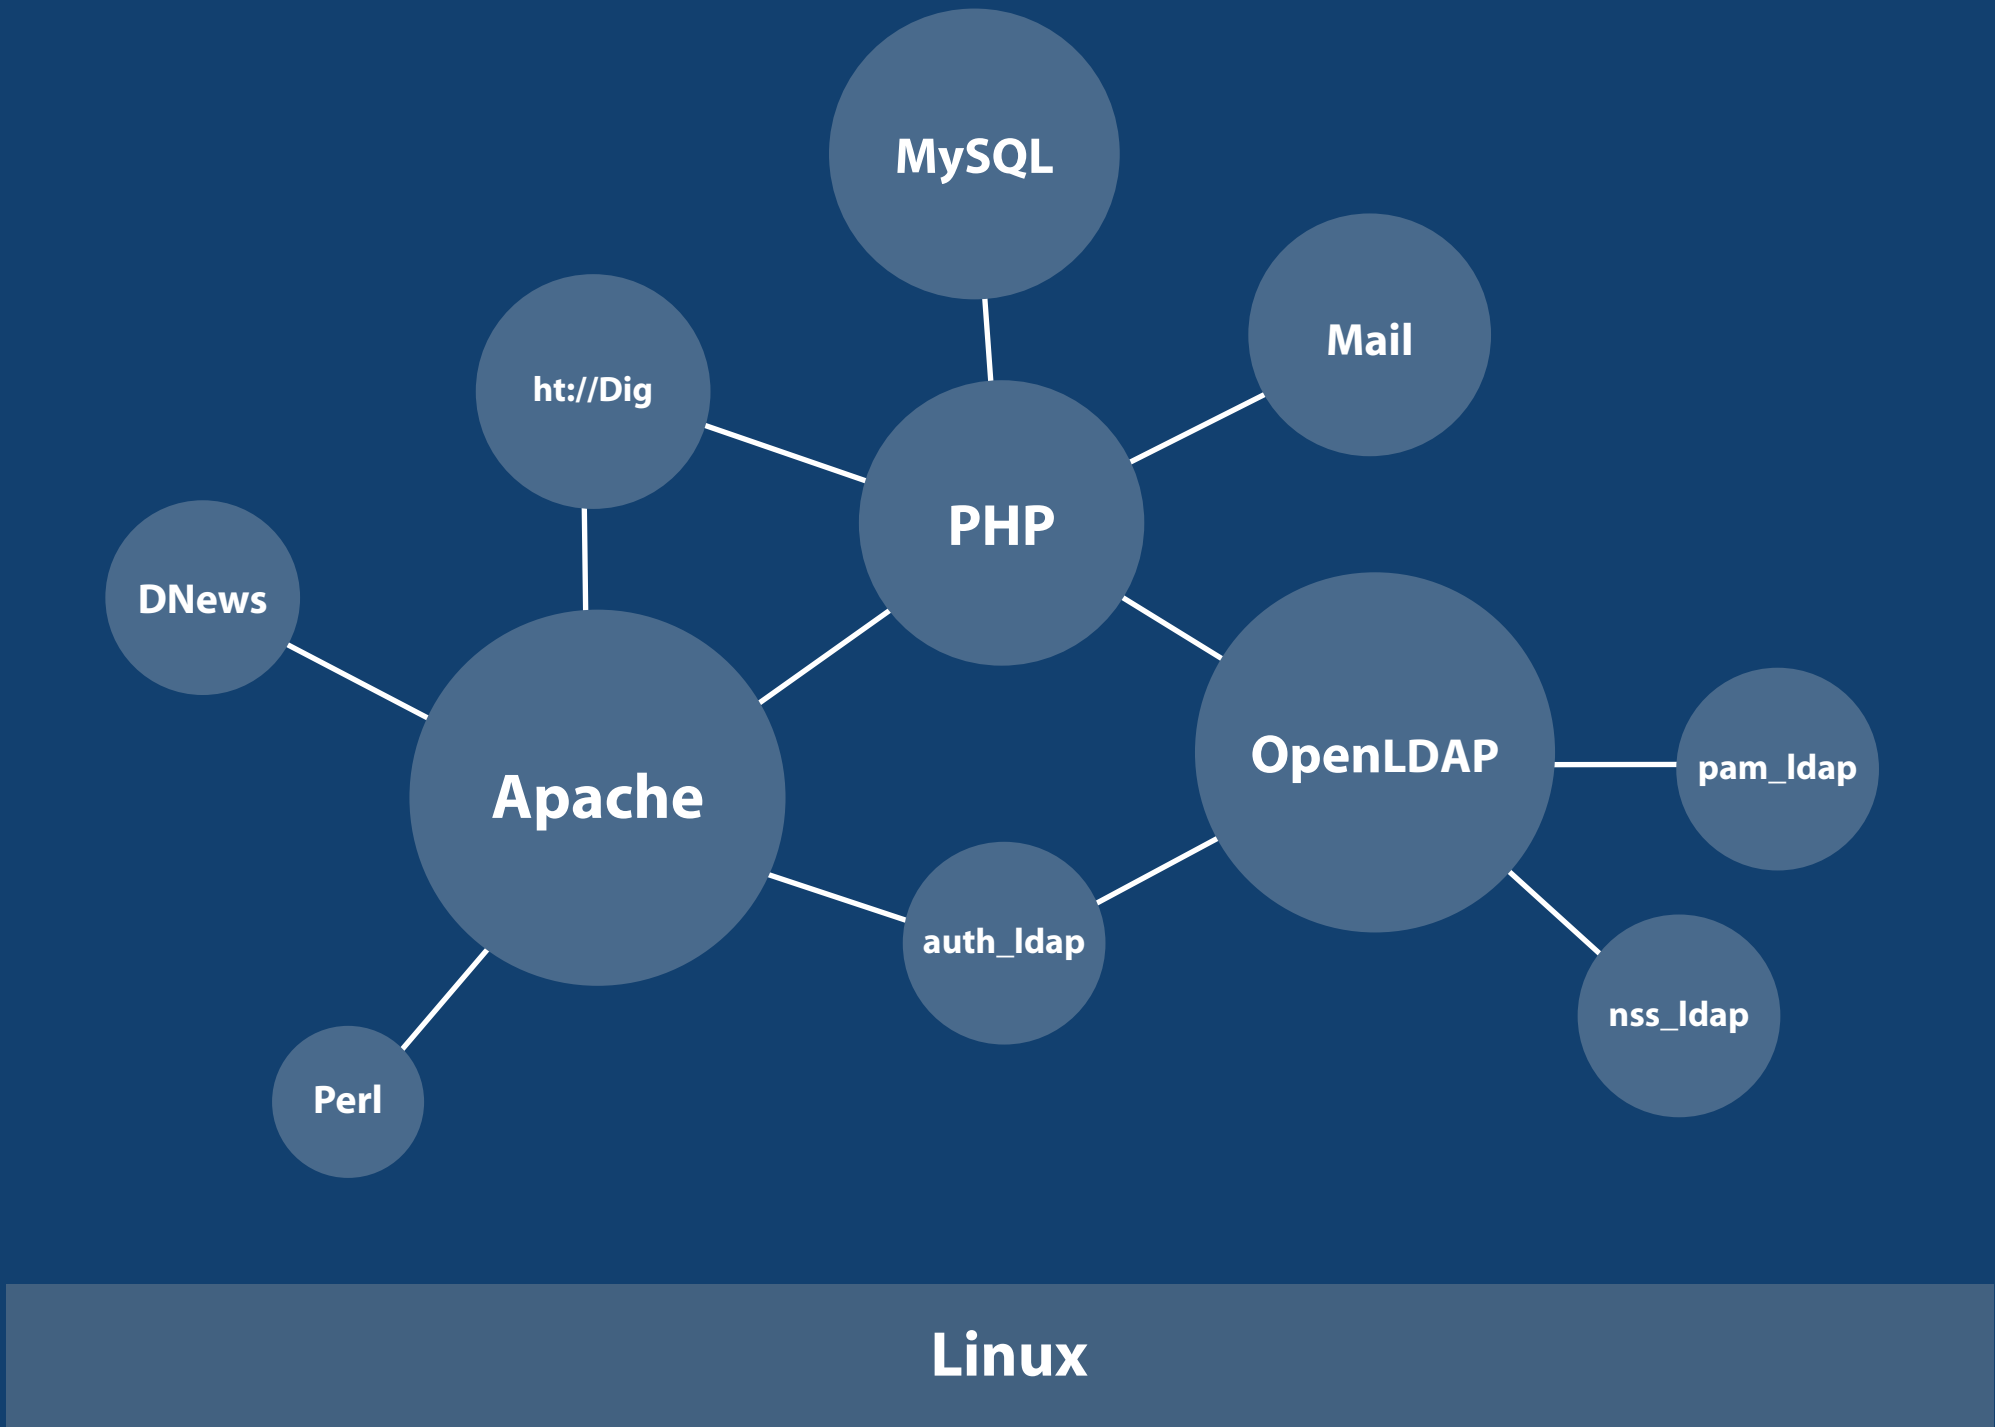 MySQL
Mail
ht://Dig
PHP
DNews
OpenLDAP
pam_ldap
Apache
auth_ldap
nss_ldap
Perl
Linux